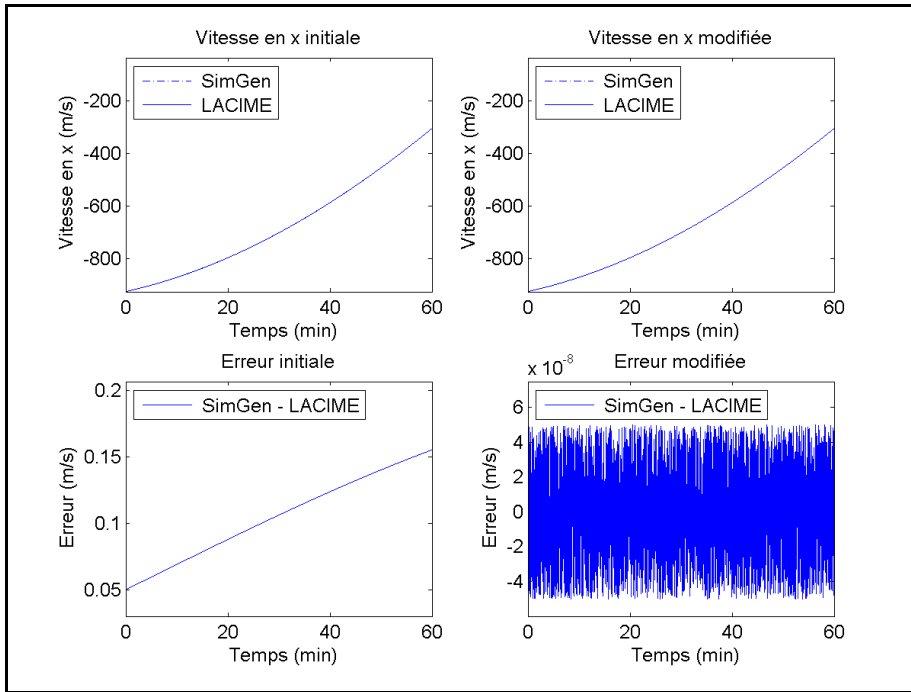 Vitesse en x initiale
SimGen
LACIME
Vitesse en x (m/s)
-200
-400
-600
-800
0
20
40
60
Temps (min)
Vitesse en x modifiée
SimGen
LACIME
Vitesse en x (m/s)
-200
-400
-600
-800
0
20
40
60
Temps (min)
Erreur initiale
SimGen - LACIME
Erreur (m/s)
0.2
0.15
0.1
0.05
0
20
40
60
Temps (min)
Erreur modifiée
x 10^-8
SimGen - LACIME
Erreur (m/s)
6
4
2
0
-2
-4
0
20
40
60
Temps (min)